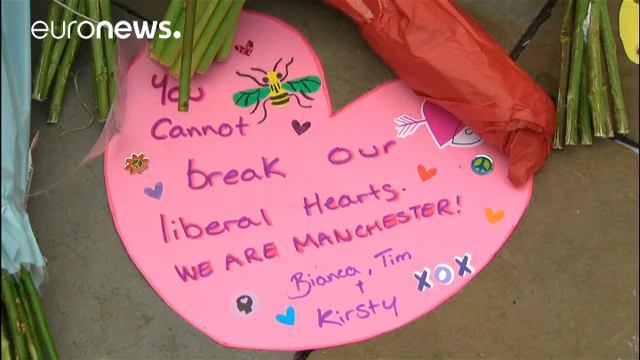 euronews.
You
Cannot
break our
liberal Hearts.
WE ARE MANCHESTER!
Bianca, Tim
+
Kirsty
XOX